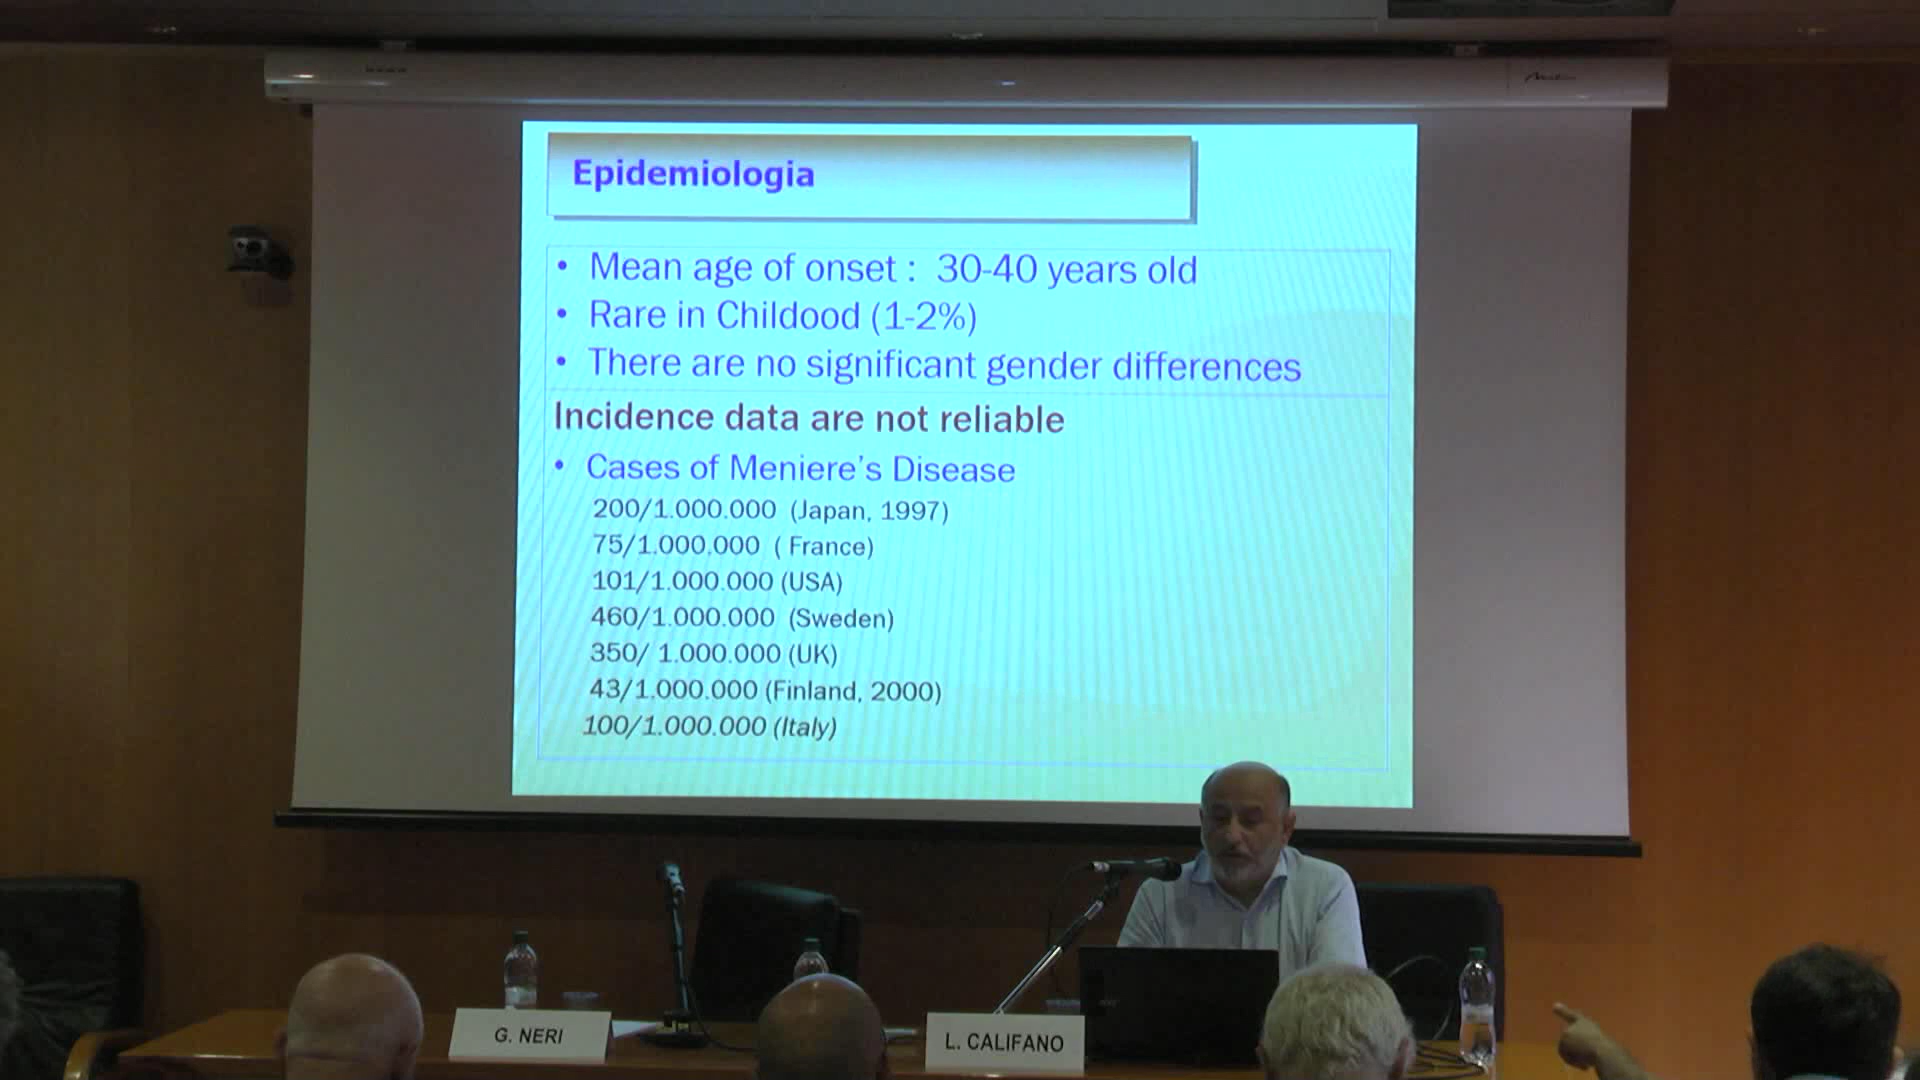 Epidemiologia
• Mean age of onset : 30-40 years old
• Rare in Childood (1-2%)
• There are no significant gender differences
Incidence data are not reliable
• Cases of Meniere's Disease
200/1.000.000 (Japan, 1997)
75/1.000.000 ( France)
101/1.000.000 (USA)
460/1.000.000 (Sweden)
350/ 1.000.000 (UK)
43/1.000.000 (Finland, 2000)
100/1.000.000 (Italy)
G. NERI
L. CALIFANO